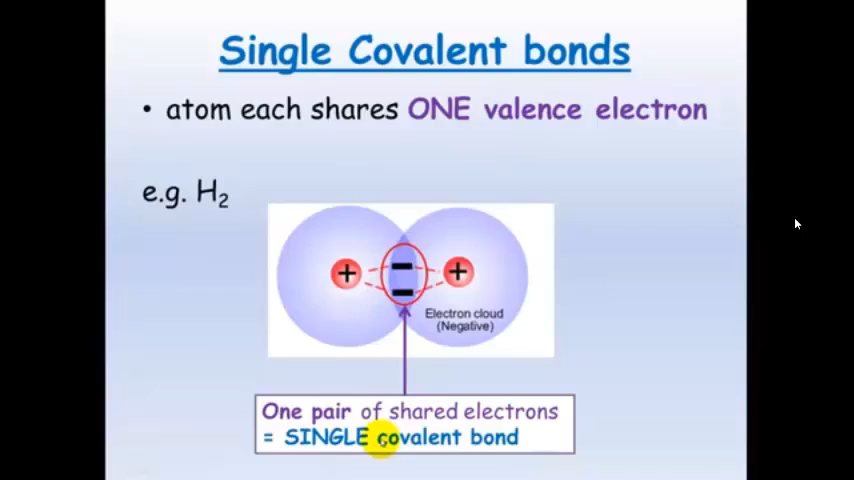 Single Covalent bonds
• atom each shares ONE valence electron
e.g. H₂
+ − +
−
Electron cloud
(Negative)
One pair of shared electrons
= SINGLE covalent bond